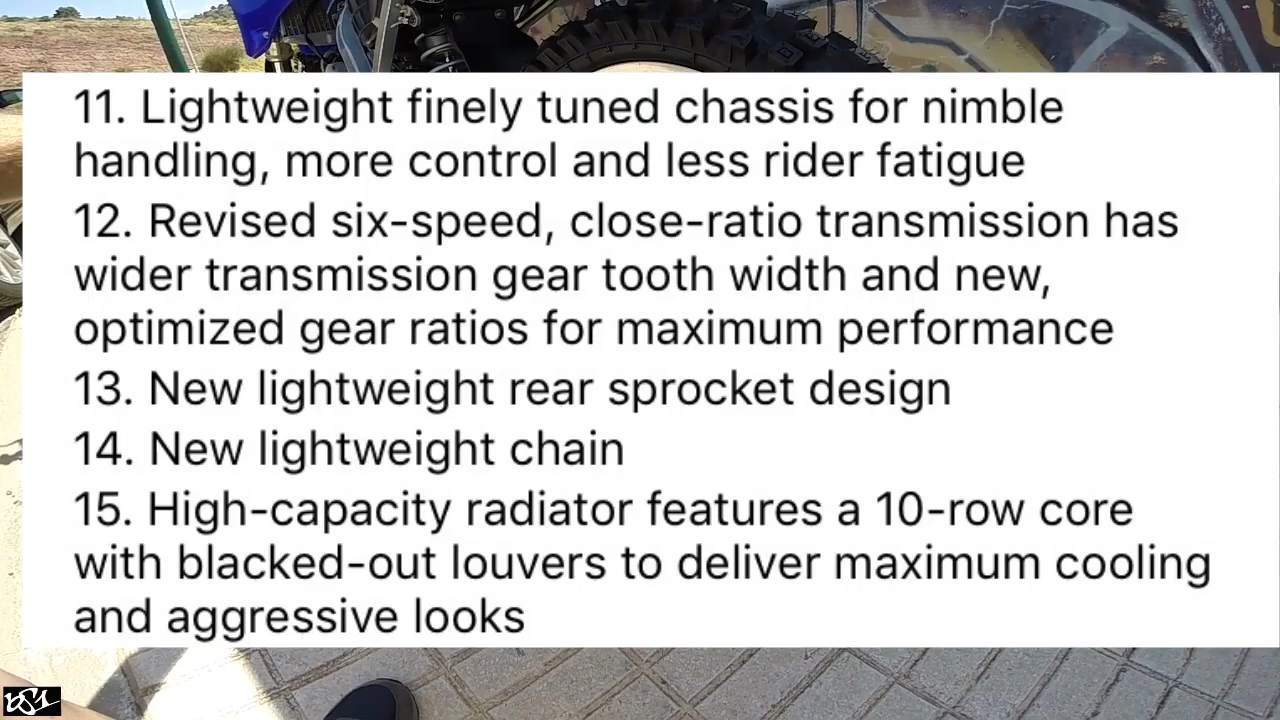 11. Lightweight finely tuned chassis for nimble
handling, more control and less rider fatigue
12. Revised six-speed, close-ratio transmission has
wider transmission gear tooth width and new,
optimized gear ratios for maximum performance
13. New lightweight rear sprocket design
14. New lightweight chain
15. High-capacity radiator features a 10-row core
with blacked-out louvers to deliver maximum cooling
and aggressive looks